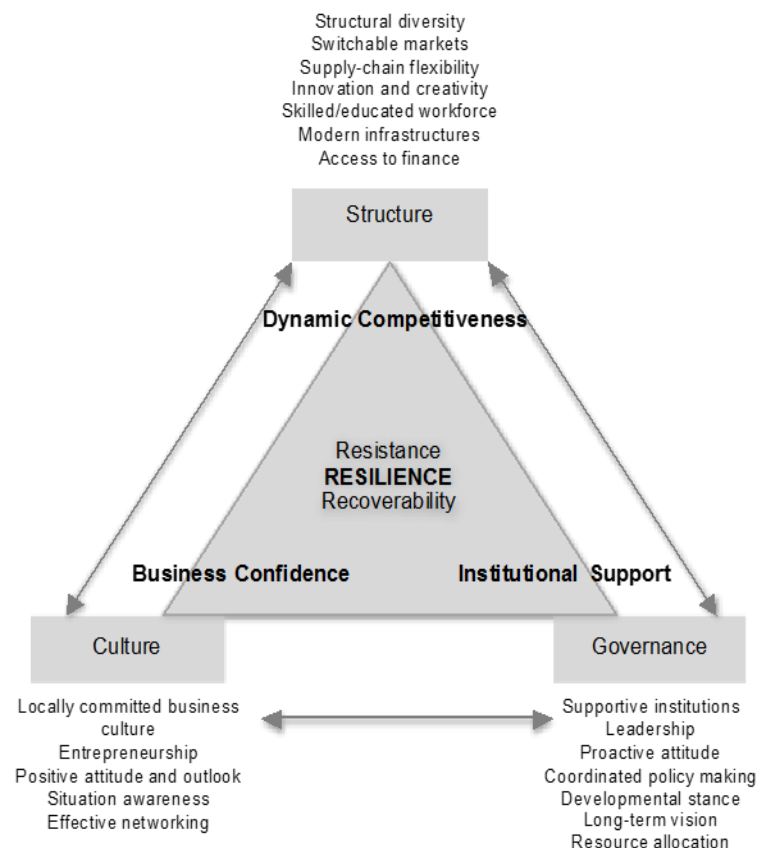 Structural diversity
Switchable markets
Supply-chain flexibility
Innovation and creativity
Skilled/educated workforce
Modern infrastructures
Access to finance
Structure
Dynamic Competitiveness
Resistance
RESILIENCE
Recoverability
Business Confidence
Institutional Support
Culture
Governance
Locally committed business
culture
Entrepreneurship
Positive attitude and outlook
Situation awareness
Effective networking
Supportive institutions
Leadership
Proactive attitude
Coordinated policy making
Developmental stance
Long-term vision
Resource allocation